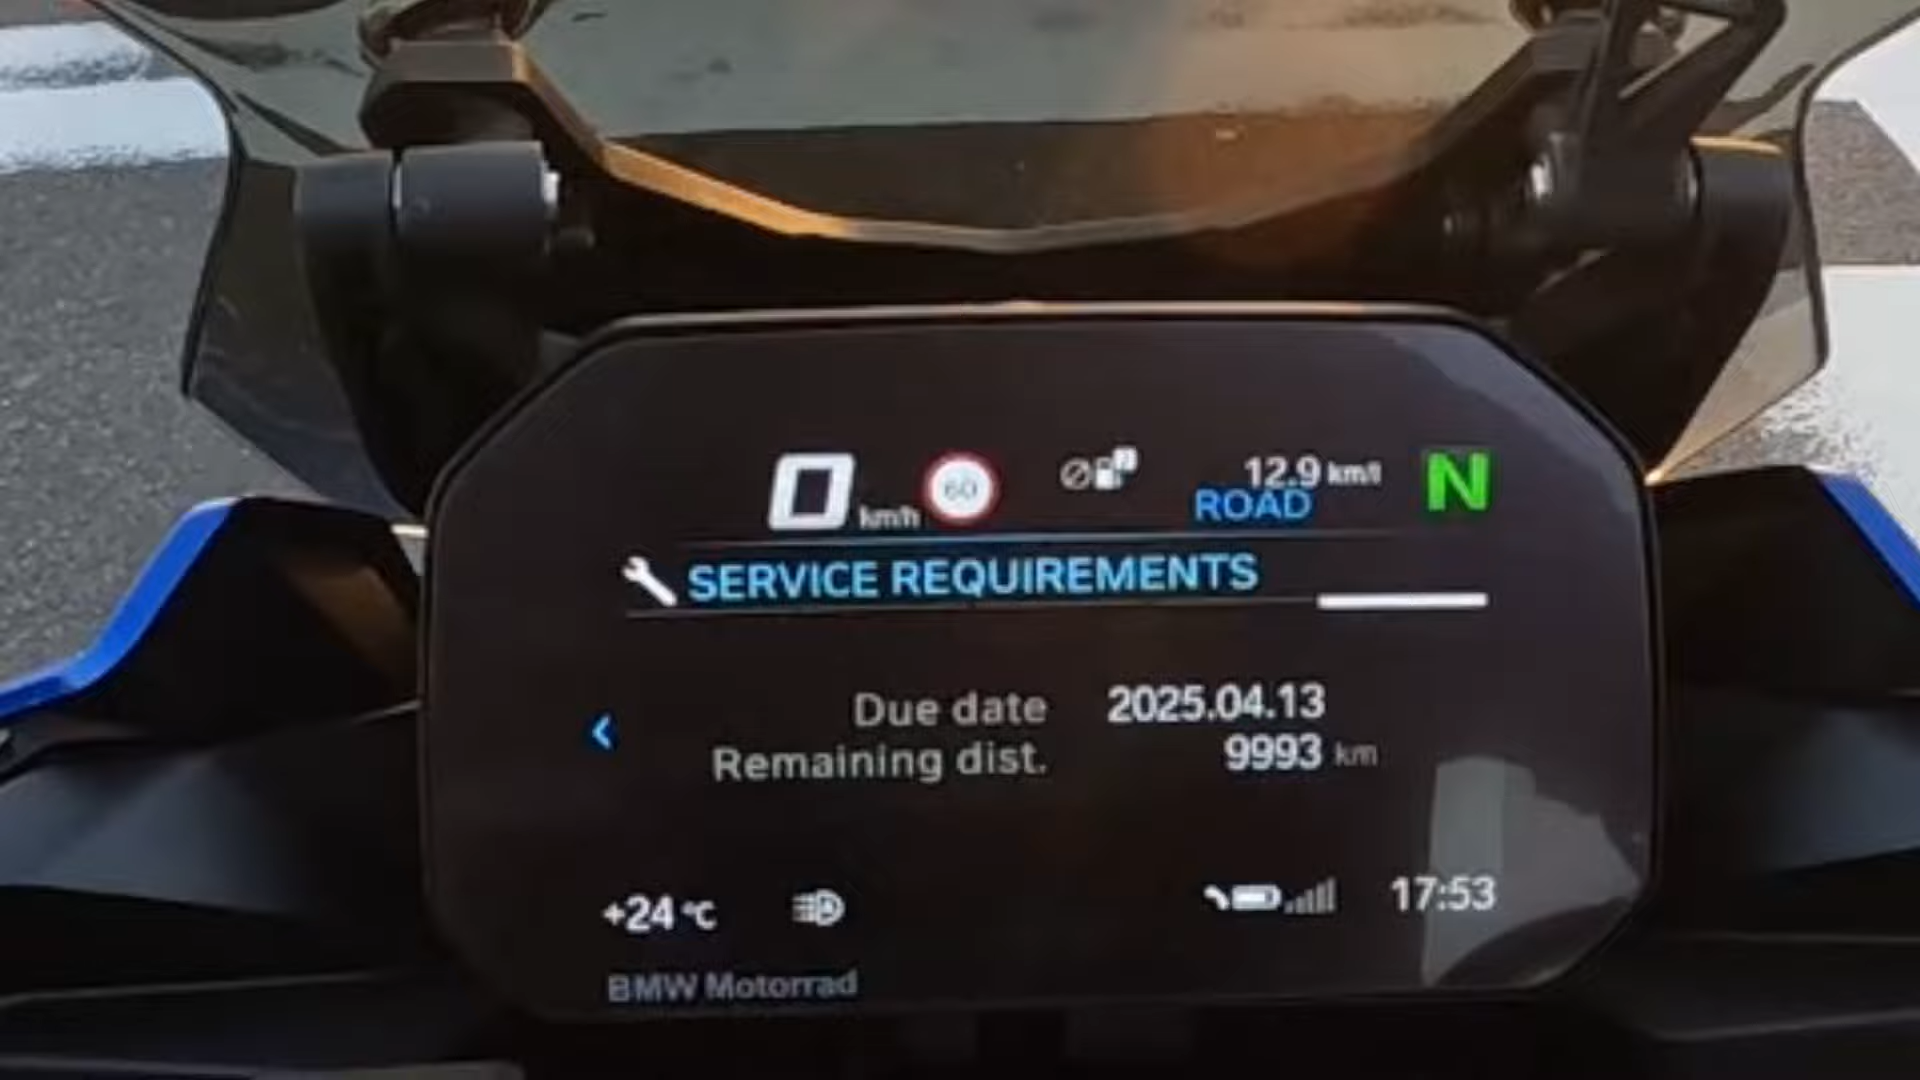 0 km/h 60 2 12.9 km/l N
ROAD
SERVICE REQUIREMENTS
Due date 2025.04.13
Remaining dist. 9993 km
+24 °C 17:53
BMW Motorrad